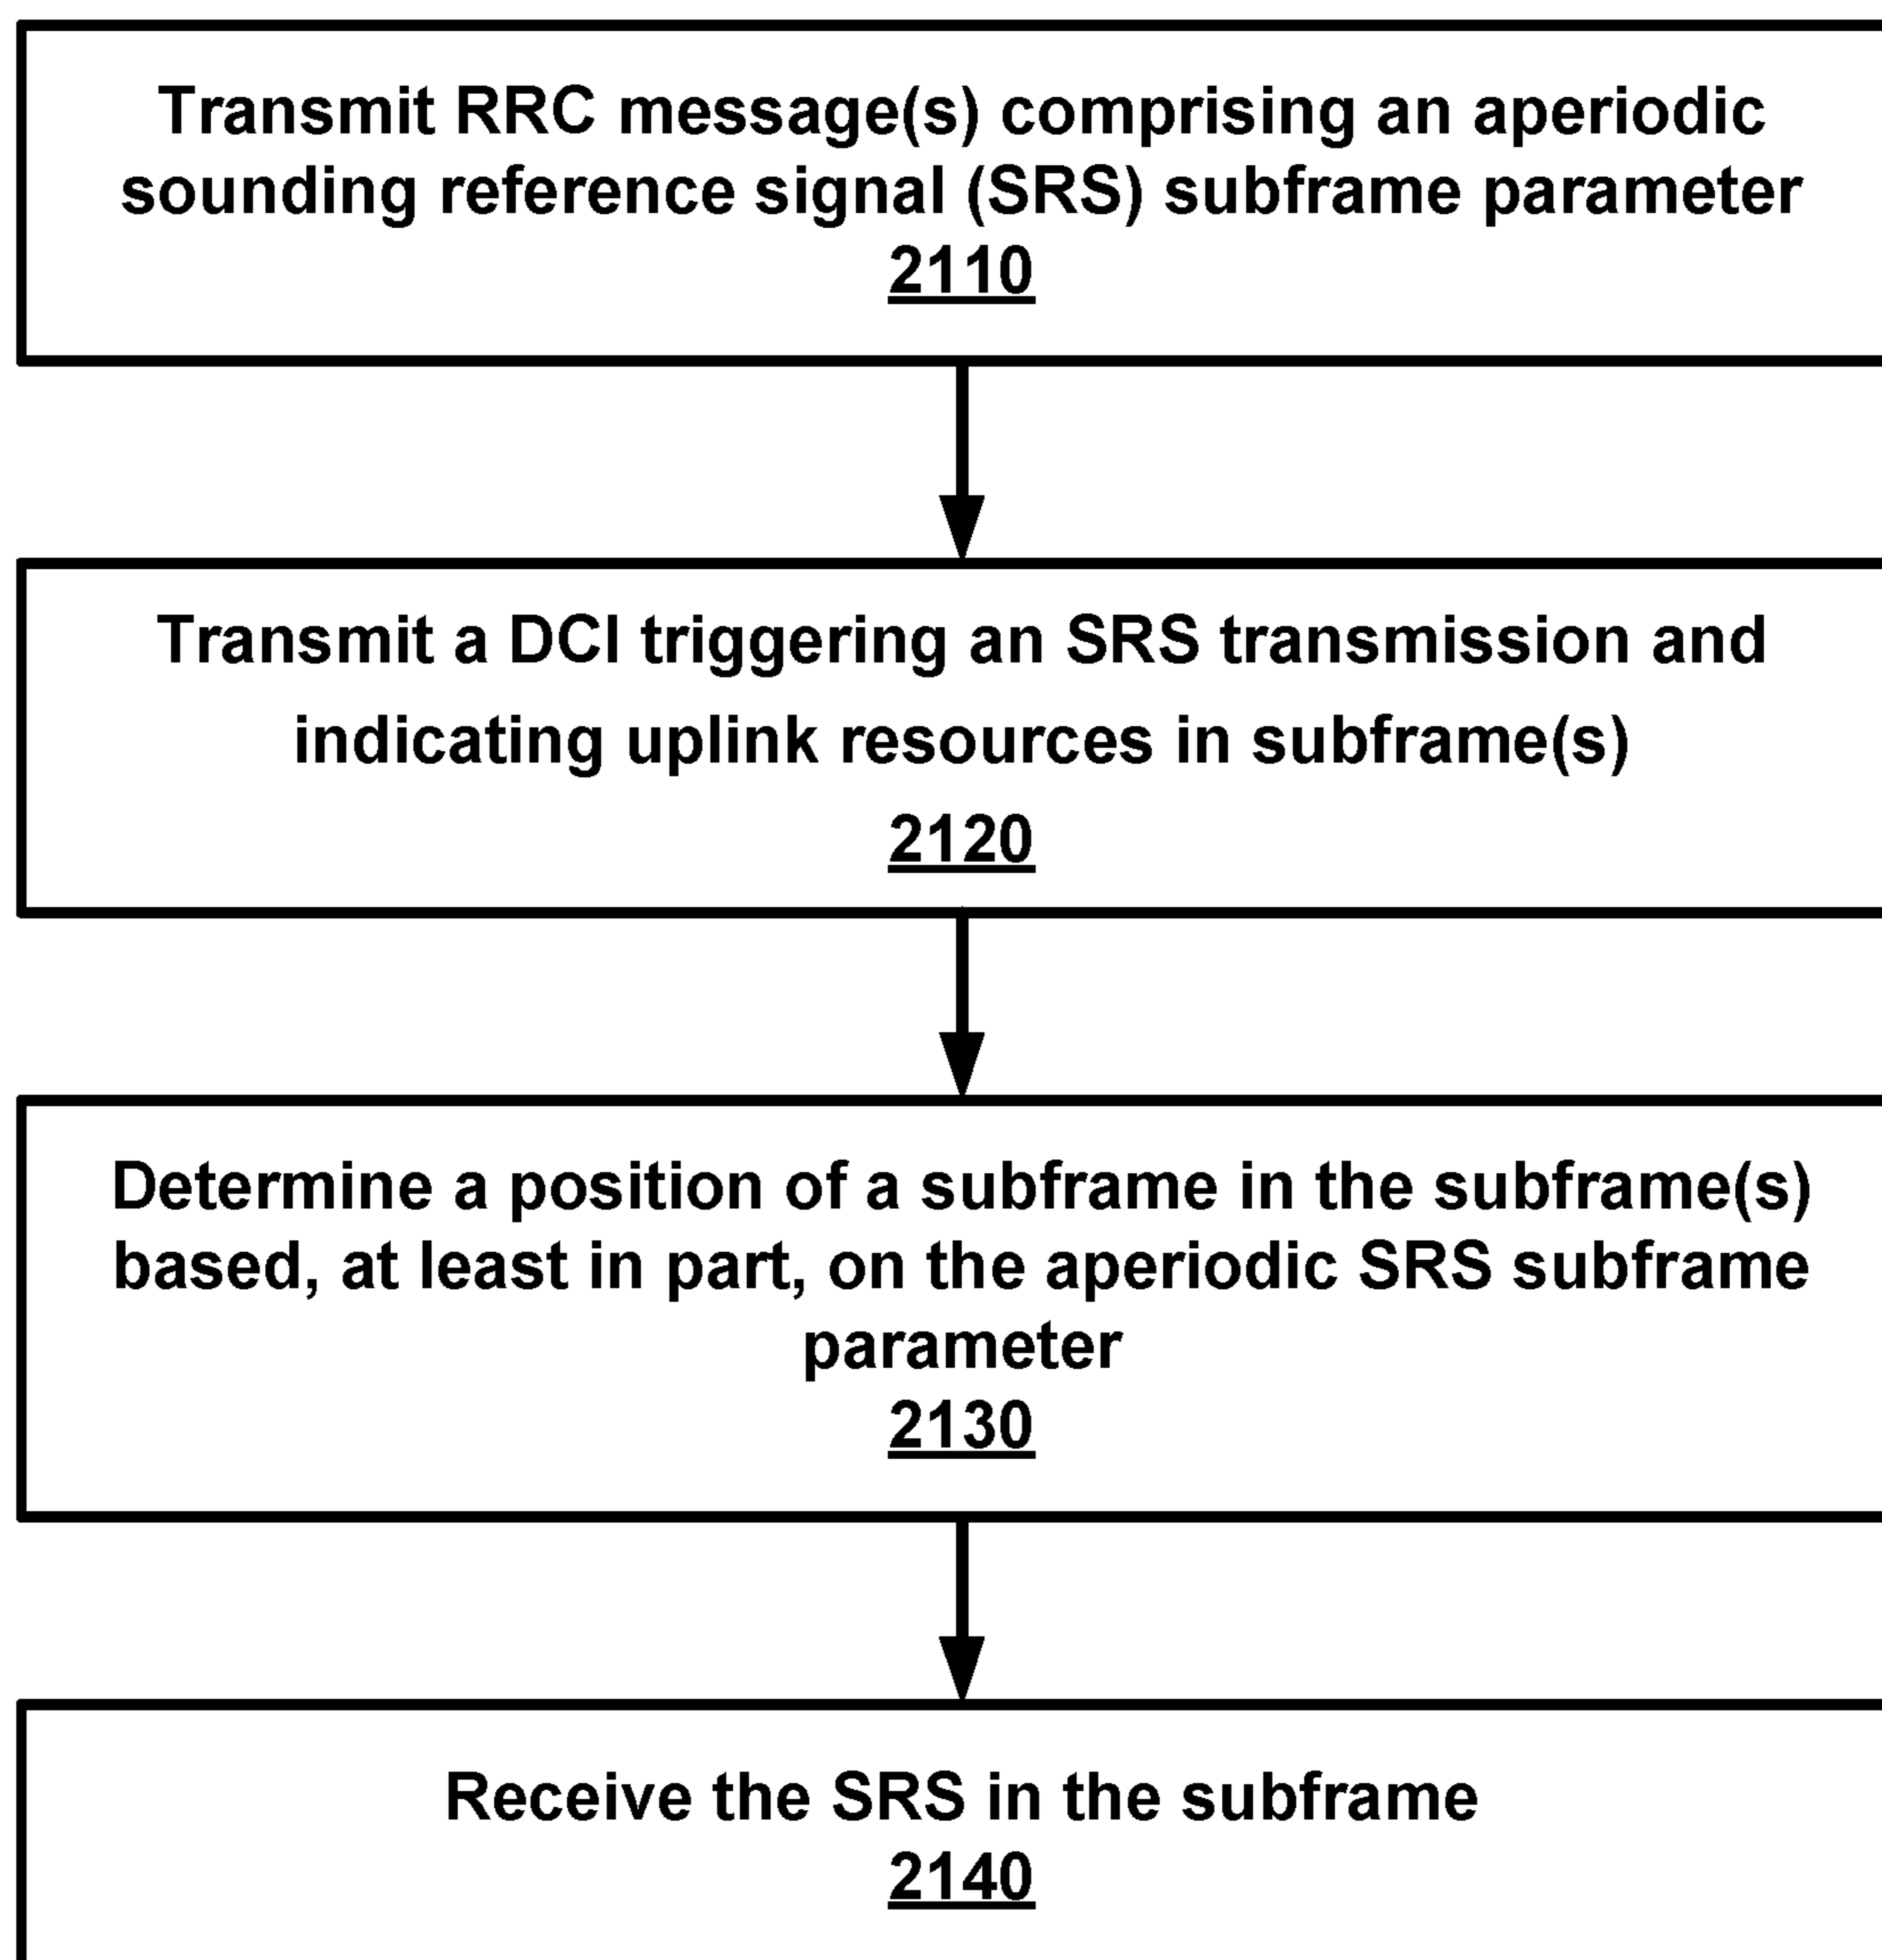 Transmit RRC message(s) comprising an aperiodic
sounding reference signal (SRS) subframe parameter
2110
Transmit a DCI triggering an SRS transmission and
indicating uplink resources in subframe(s)
2120
Determine a position of a subframe in the subframe(s)
based, at least in part, on the aperiodic SRS subframe
parameter
2130
Receive the SRS in the subframe
2140